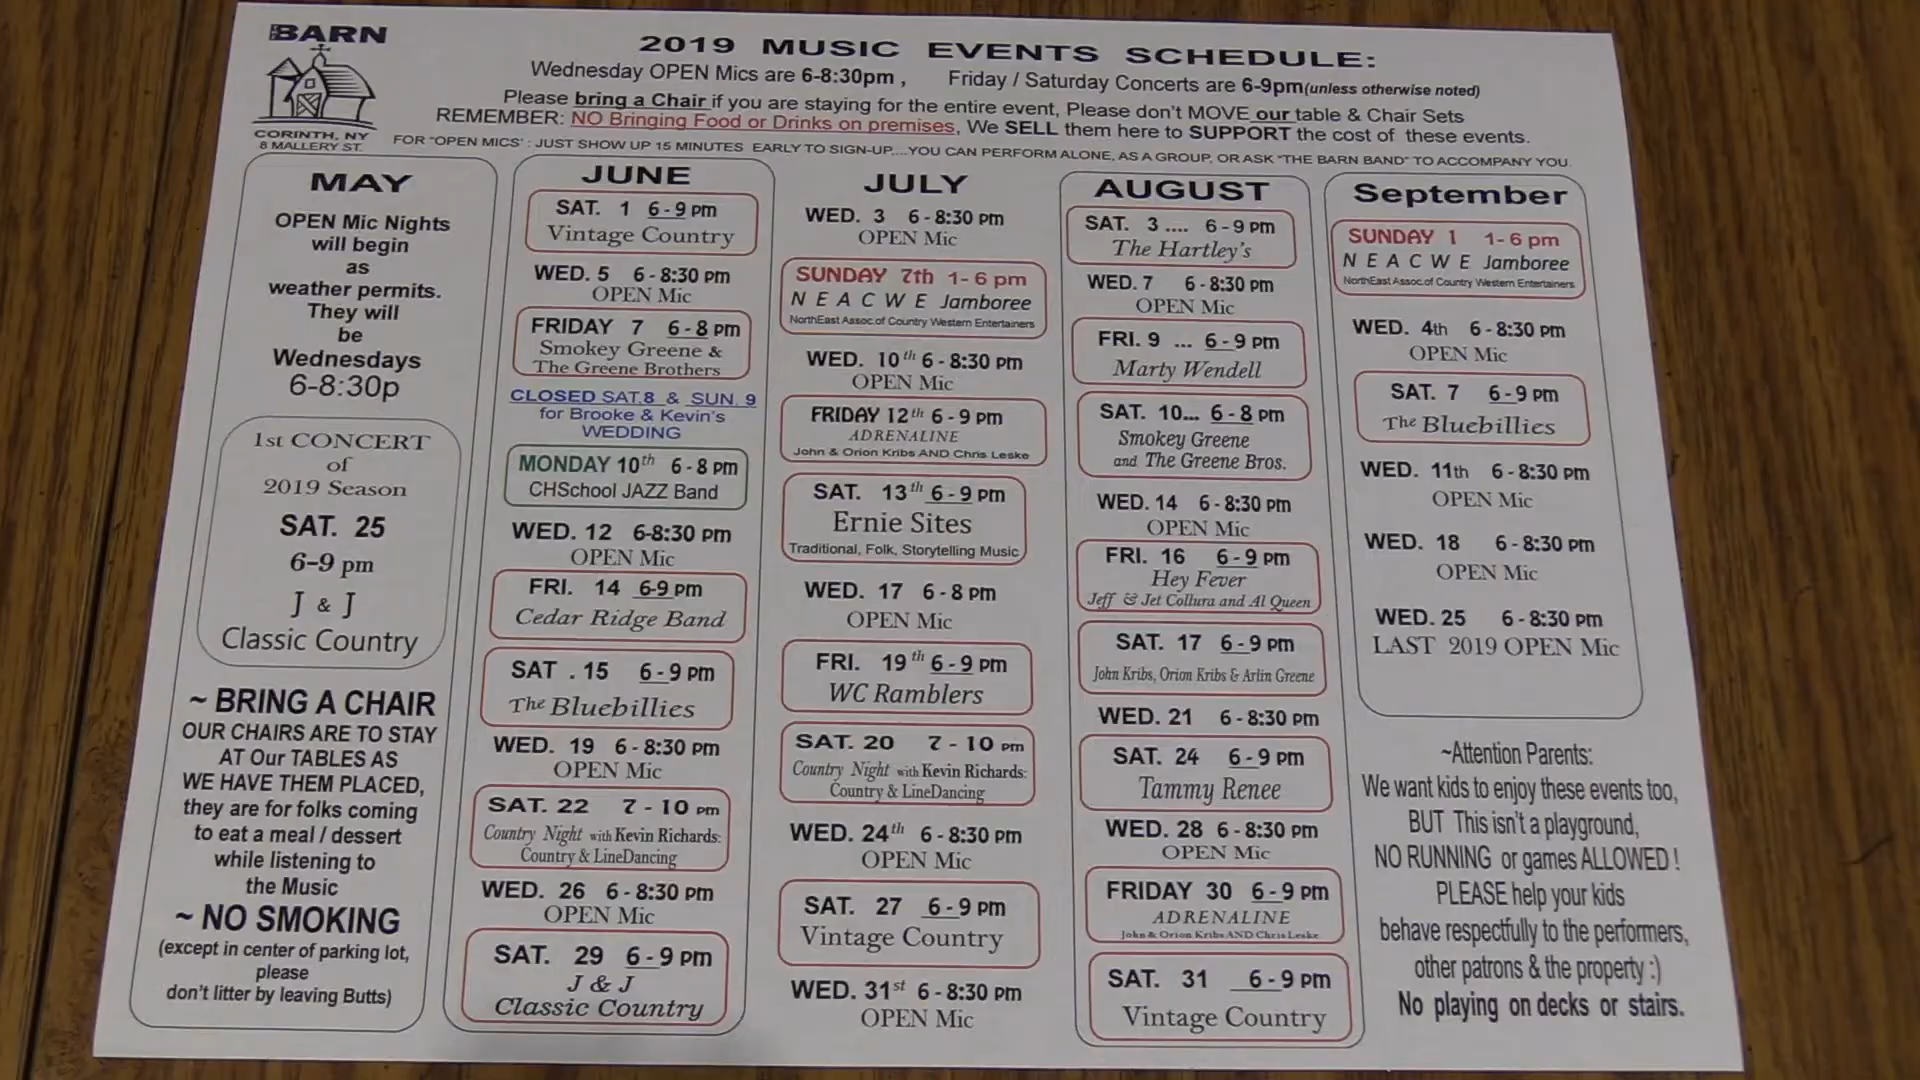 THE BARN
CORINTH, NY
8 MALLERY ST.
2019 MUSIC EVENTS SCHEDULE:
Wednesday OPEN Mics are 6-8:30pm , Friday / Saturday Concerts are 6-9pm(unless otherwise noted)
Please bring a Chair if you are staying for the entire event, Please don't MOVE our table & Chair Sets
REMEMBER: NO Bringing Food or Drinks on premises, We SELL them here to SUPPORT the cost of these events.
FOR "OPEN MICS' : JUST SHOW UP 15 MINUTES EARLY TO SIGN-UP....YOU CAN PERFORM ALONE, AS A GROUP, OR ASK "THE BARN BAND" TO ACCOMPANY YOU.
MAY
OPEN Mic Nights
will begin
as
weather permits.
They will
be
Wednesdays
6-8:30p
1st CONCERT
of
2019 Season
SAT. 25
6-9 pm
J & J
Classic Country
~ BRING A CHAIR
OUR CHAIRS ARE TO STAY
AT Our TABLES AS
WE HAVE THEM PLACED,
they are for folks coming
to eat a meal / dessert
while listening to
the Music
~ NO SMOKING
(except in center of parking lot,
please
don't litter by leaving Butts)
JUNE
SAT. 1 6-9 pm
Vintage Country
WED. 5 6-8:30 pm
OPEN Mic
FRIDAY 7 6-8 pm
Smokey Greene &
The Greene Brothers
CLOSED SAT.8 & SUN. 9
for Brooke & Kevin's
WEDDING
MONDAY 10th 6-8 pm
CHSchool JAZZ Band
WED. 12 6-8:30 pm
OPEN Mic
FRI. 14 6-9 pm
Cedar Ridge Band
SAT . 15 6-9 pm
The Bluebillies
WED. 19 6-8:30 pm
OPEN Mic
SAT. 22 7 - 10 pm
Country Night with Kevin Richards:
Country & LineDancing
WED. 26 6-8:30 pm
OPEN Mic
SAT. 29 6-9 pm
J & J
Classic Country
JULY
WED. 3 6-8:30 pm
OPEN Mic
SUNDAY 7th 1- 6 pm
N E A C W E Jamboree
NorthEast Assoc.of Country Western Entertainers
WED. 10th 6-8:30 pm
OPEN Mic
FRIDAY 12th 6-9 pm
ADRENALINE
John & Orion Kribs AND Chris Leske
SAT. 13th 6-9 pm
Ernie Sites
Traditional, Folk, Storytelling Music
WED. 17 6-8 pm
OPEN Mic
FRI. 19th 6-9 pm
WC Ramblers
SAT. 20 7 - 10 pm
Country Night with Kevin Richards:
Country & LineDancing
WED. 24th 6-8:30 pm
OPEN Mic
SAT. 27 6-9 pm
Vintage Country
WED. 31st 6-8:30 pm
OPEN Mic
AUGUST
SAT. 3 .... 6-9 pm
The Hartley's
WED. 7 6-8:30 pm
OPEN Mic
FRI. 9 ... 6-9 pm
Marty Wendell
SAT. 10... 6-8 pm
Smokey Greene
and The Greene Bros.
WED. 14 6-8:30 pm
OPEN Mic
FRI. 16 6-9 pm
Hey Fever
Jeff & Jet Collura and Al Queen
SAT. 17 6-9 pm
John Kribs, Orion Kribs & Arlin Greene
WED. 21 6-8:30 pm
SAT. 24 6-9 pm
Tammy Renee
WED. 28 6-8:30 pm
OPEN Mic
FRIDAY 30 6-9 pm
ADRENALINE
John & Orion Kribs AND Chris Leske
SAT. 31 6-9 pm
Vintage Country
September
SUNDAY 1 1- 6 pm
N E A C W E Jamboree
NorthEast Assoc.of Country Western Entertainers
WED. 4th 6-8:30 pm
OPEN Mic
SAT. 7 6-9 pm
The Bluebillies
WED. 11th 6-8:30 pm
OPEN Mic
WED. 18 6-8:30 pm
OPEN Mic
WED. 25 6-8:30 pm
LAST 2019 OPEN Mic
~Attention Parents:
We want kids to enjoy these events too,
BUT This isn't a playground,
NO RUNNING or games ALLOWED !
PLEASE help your kids
behave respectfully to the performers,
other patrons & the property :)
No playing on decks or stairs.